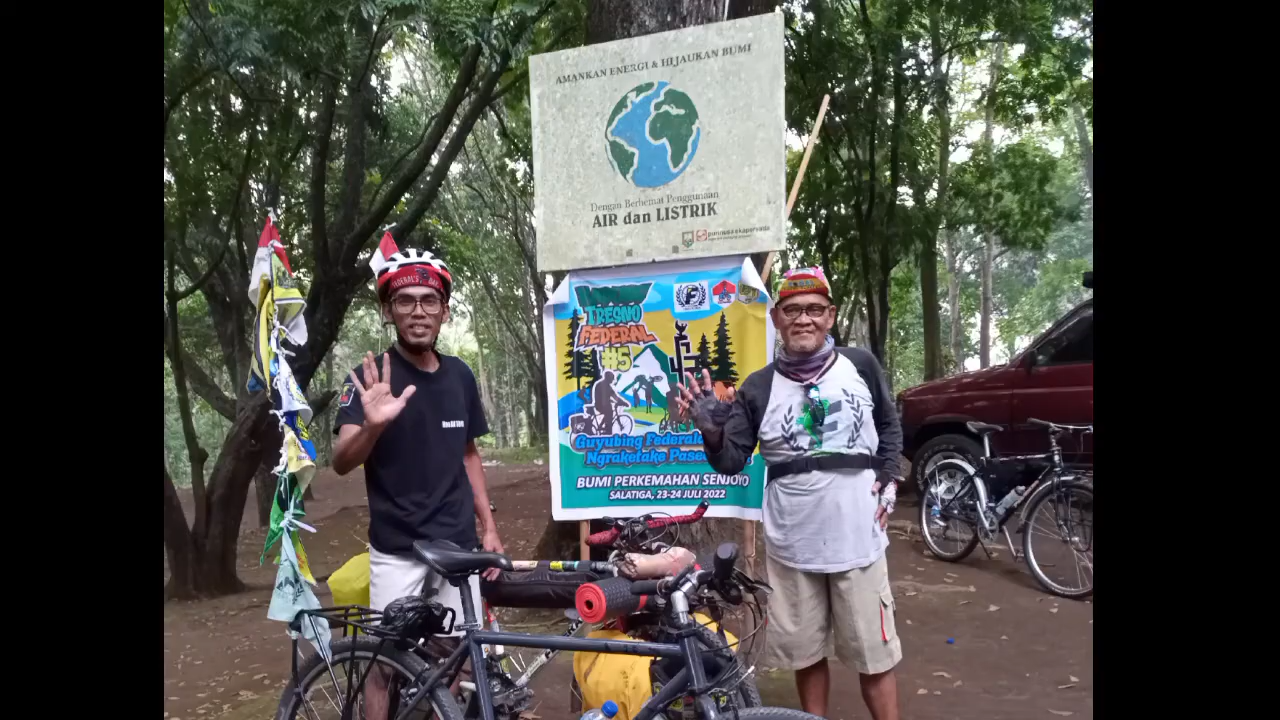 AMANKAN ENERGI & HIJAUKAN BUMI
Dengan Berhemat Penggunaan
AIR dan LISTRIK
TRESNO
FEDERAL
#5
Guyubing Federal
Ngraketake
BUMI PERKEMAHAN SENJOYO
SALATIGA, 23-24 JULI 2022
FEDERAL'S